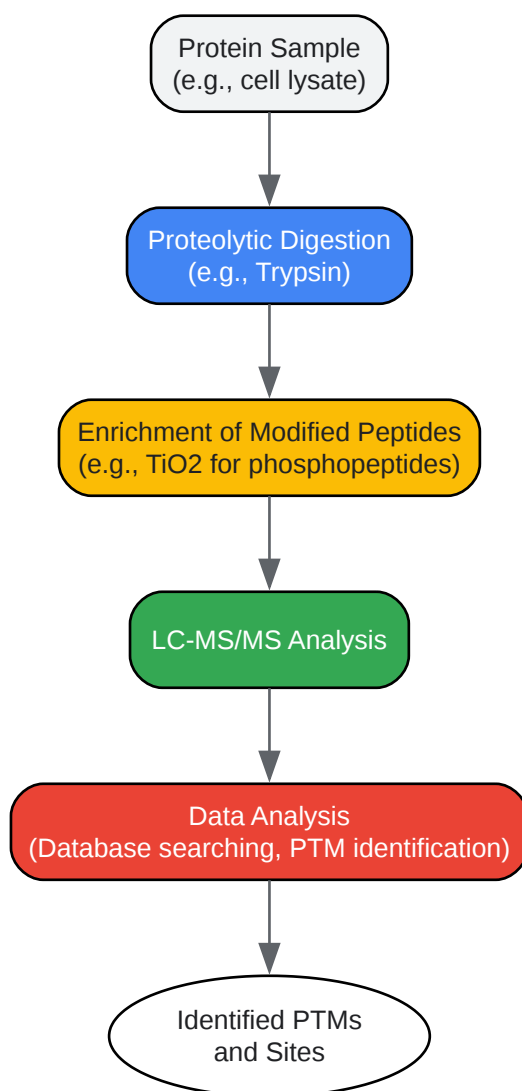 Protein Sample
(e.g., cell lysate)
Proteolytic Digestion
(e.g., Trypsin)
Enrichment of Modified Peptides
(e.g., TiO2 for phosphopeptides)
LC-MS/MS Analysis
Data Analysis
(Database searching, PTM identification)
Identified PTMs
and Sites